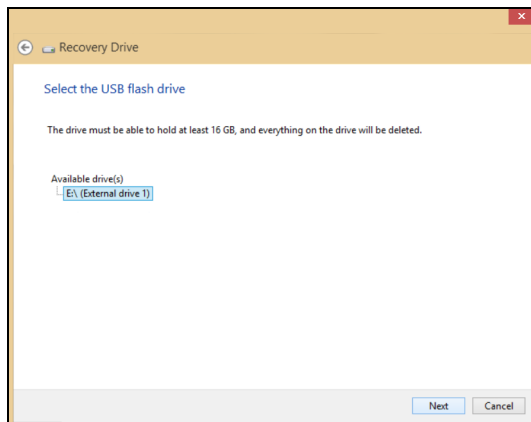 Recovery Drive
Select the USB flash drive
The drive must be able to hold at least 16 GB, and everything on the drive will be deleted.
Available drive(s)
E:\ (External drive 1)
Next Cancel